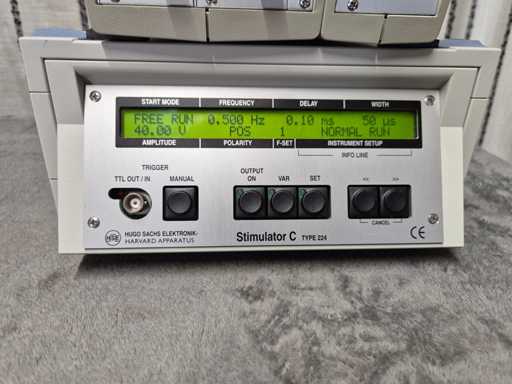 START MODE FREQUENCY DELAY WIDTH
FREE RUN 0.500 Hz 0.10 ms 50 µs
40.00 V POS 1 NORMAL RUN
AMPLITUDE POLARITY F-SET INSTRUMENT SETUP
INFO LINE
TRIGGER
TTL OUT / IN MANUAL
OUTPUT
ON VAR SET << >>
CANCEL
HSE HUGO SACHS ELEKTRONIK-
HARVARD APPARATUS
Stimulator C TYPE 224 CE